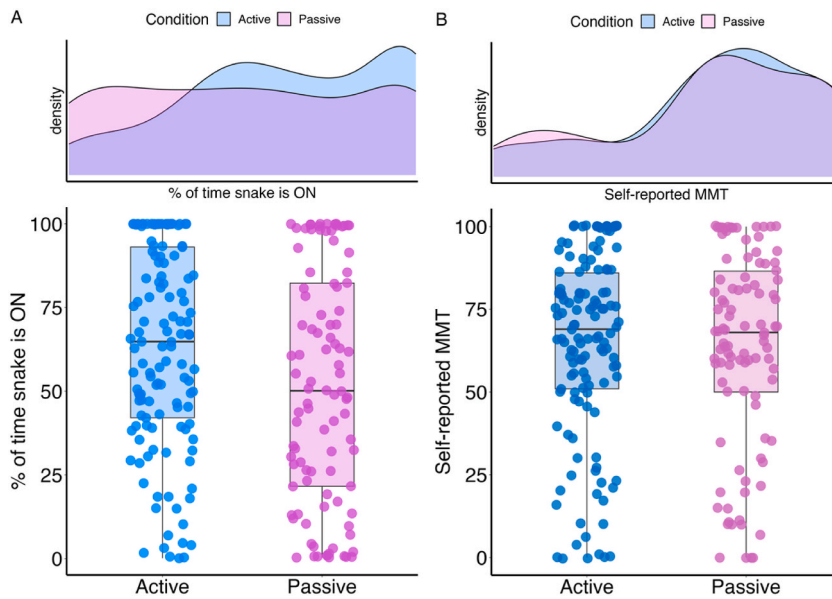 A
Condition Active Passive
density
% of time snake is ON
% of time snake is ON
100
75
50
25
0
Active Passive
B
Condition Active Passive
density
Self-reported MMT
Self-reported MMT
100
75
50
25
0
Active Passive